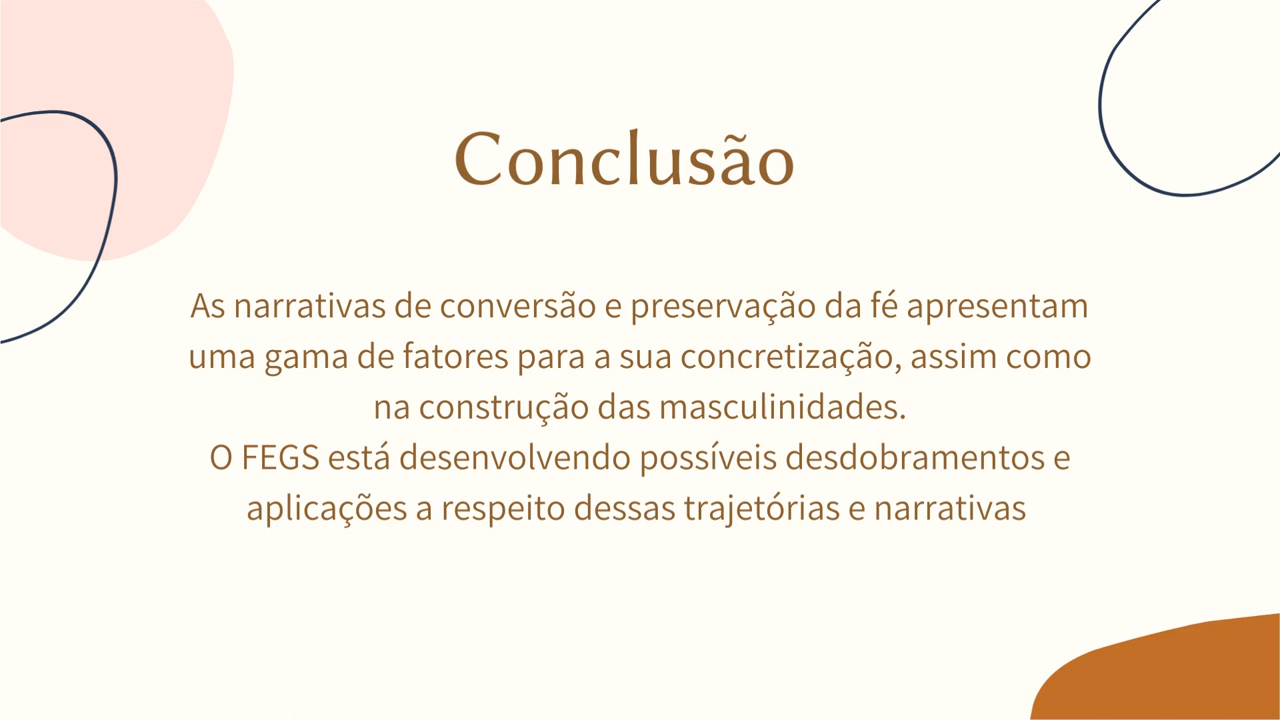 Conclusão
As narrativas de conversão e preservação da fé apresentam
uma gama de fatores para a sua concretização, assim como
na construção das masculinidades.
O FEGS está desenvolvendo possíveis desdobramentos e
aplicações a respeito dessas trajetórias e narrativas